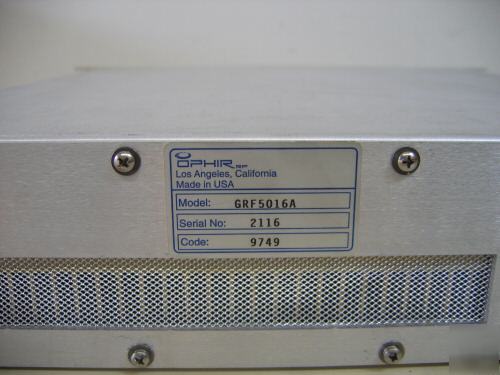 OPHIR RF
Los Angeles, California
Made in USA
Model: GRF5016A
Serial No: 2116
Code: 9749